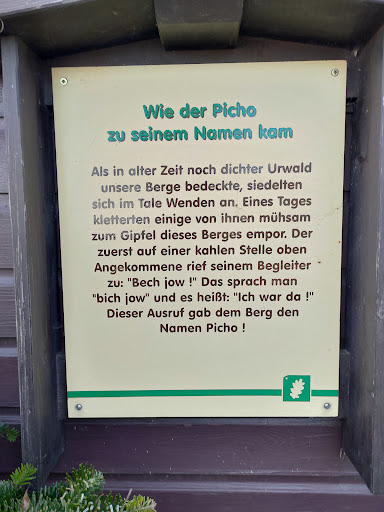 Wie der Picho
zu seinem Namen kam
Als in alter Zeit noch dichter Urwald
unsere Berge bedeckte, siedelten
sich im Tale Wenden an. Eines Tages
kletterten einige von ihnen mühsam
zum Gipfel dieses Berges empor. Der
zuerst auf einer kahlen Stelle oben
Angekommene rief seinem Begleiter
zu: "Bech jow !" Das sprach man
"bich jow" und es heißt: "Ich war da !"
Dieser Ausruf gab dem Berg den
Namen Picho !